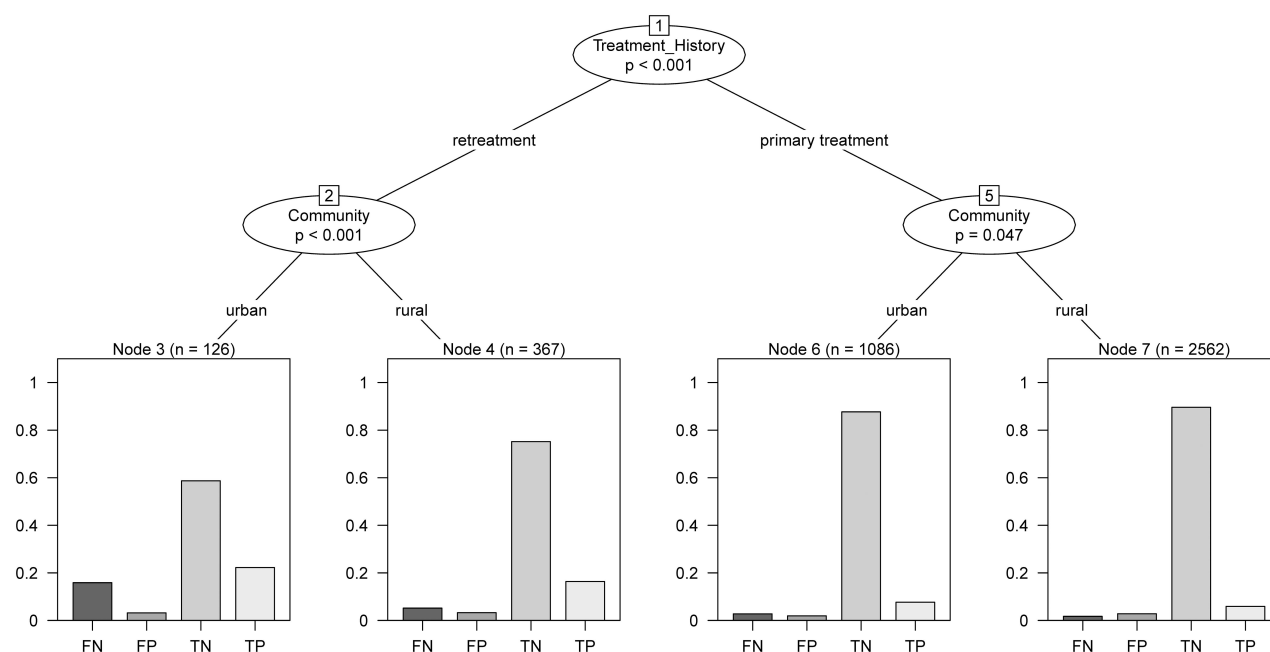 1
Treatment_History
p < 0.001
retreatment
primary treatment
2
Community
p < 0.001
5
Community
p = 0.047
urban
rural
urban
rural
Node 3 (n = 126)
1
0.8
0.6
0.4
0.2
0
FN FP TN TP
Node 4 (n = 367)
1
0.8
0.6
0.4
0.2
0
FN FP TN TP
Node 6 (n = 1086)
1
0.8
0.6
0.4
0.2
0
FN FP TN TP
Node 7 (n = 2562)
1
0.8
0.6
0.4
0.2
0
FN FP TN TP